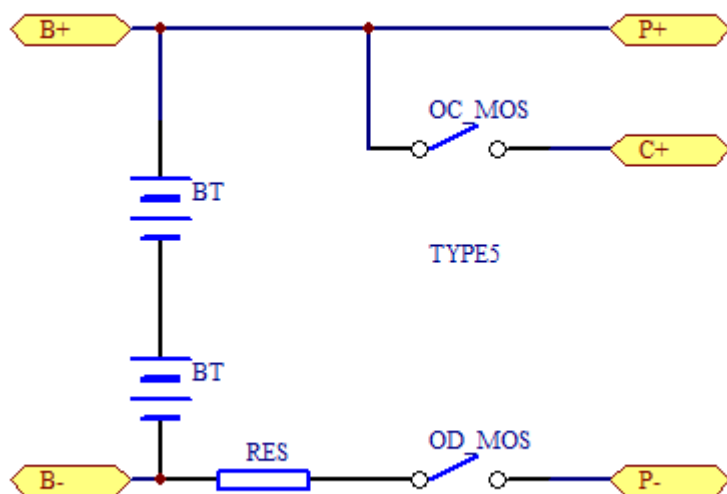 B+
P+
OC_MOS
C+
BT
TYPE5
BT
RES
OD_MOS
B-
P-